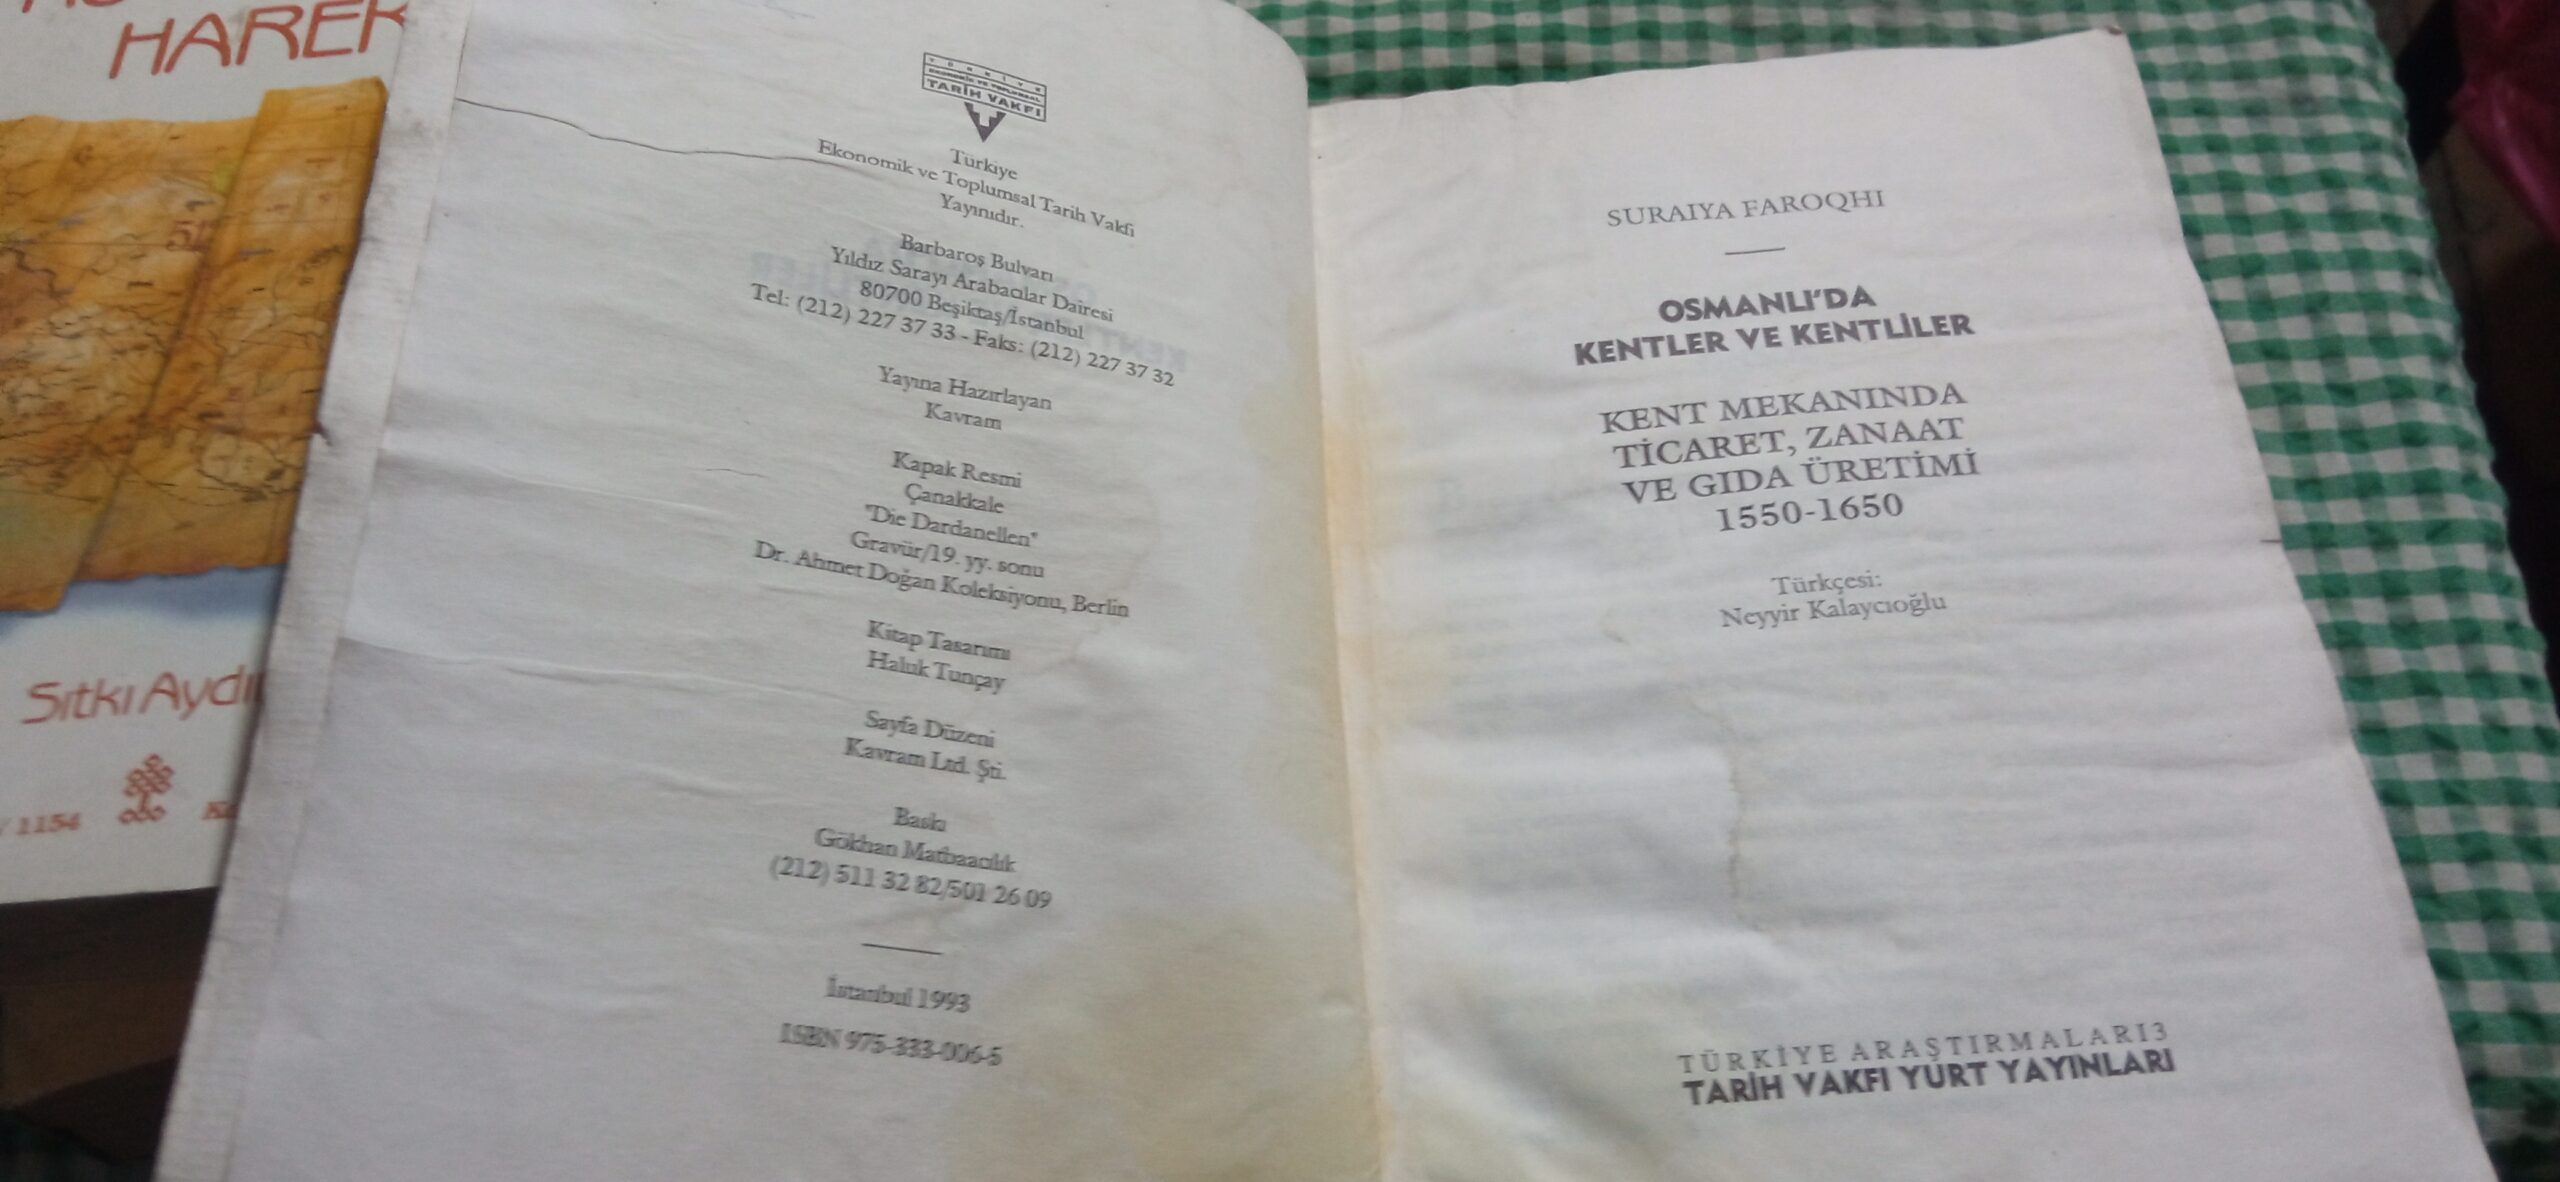 HAREK
Sıtkı Aydı
1154
TÜRKİYE
EKONOMİK VE TOPLUMSAL
TARİH VAKFI
Türkiye
Ekonomik ve Toplumsal Tarih Vakfı
Yayınıdır.
Barbaroş Bulvarı
Yıldız Sarayı Arabacılar Dairesi
80700 Beşiktaş/İstanbul
Tel: (212) 227 37 33 - Faks: (212) 227 37 32
Yayına Hazırlayan
Kavram
Kapak Resmi
Çanakkale
"Die Dardanellen"
Gravür/19. yy. sonu
Dr. Ahmet Doğan Koleksiyonu, Berlin
Kitap Tasarımı
Haluk Tunçay
Sayfa Düzeni
Kavram Ltd. Şti.
Baskı
Gökhan Matbaacılık
(212) 511 32 82/501 26 09
İstanbul 1993
ISBN 975-333-006-5
SURAIYA FAROQHI
OSMANLI'DA
KENTLER VE KENTLİLER
KENT MEKANINDA
TİCARET, ZANAAT
VE GIDA ÜRETİMİ
1550-1650
Türkçesi:
Neyyir Kalaycıoğlu
TÜRKİYE ARAŞTIRMALARI3
TARİH VAKFI YURT YAYINLARI